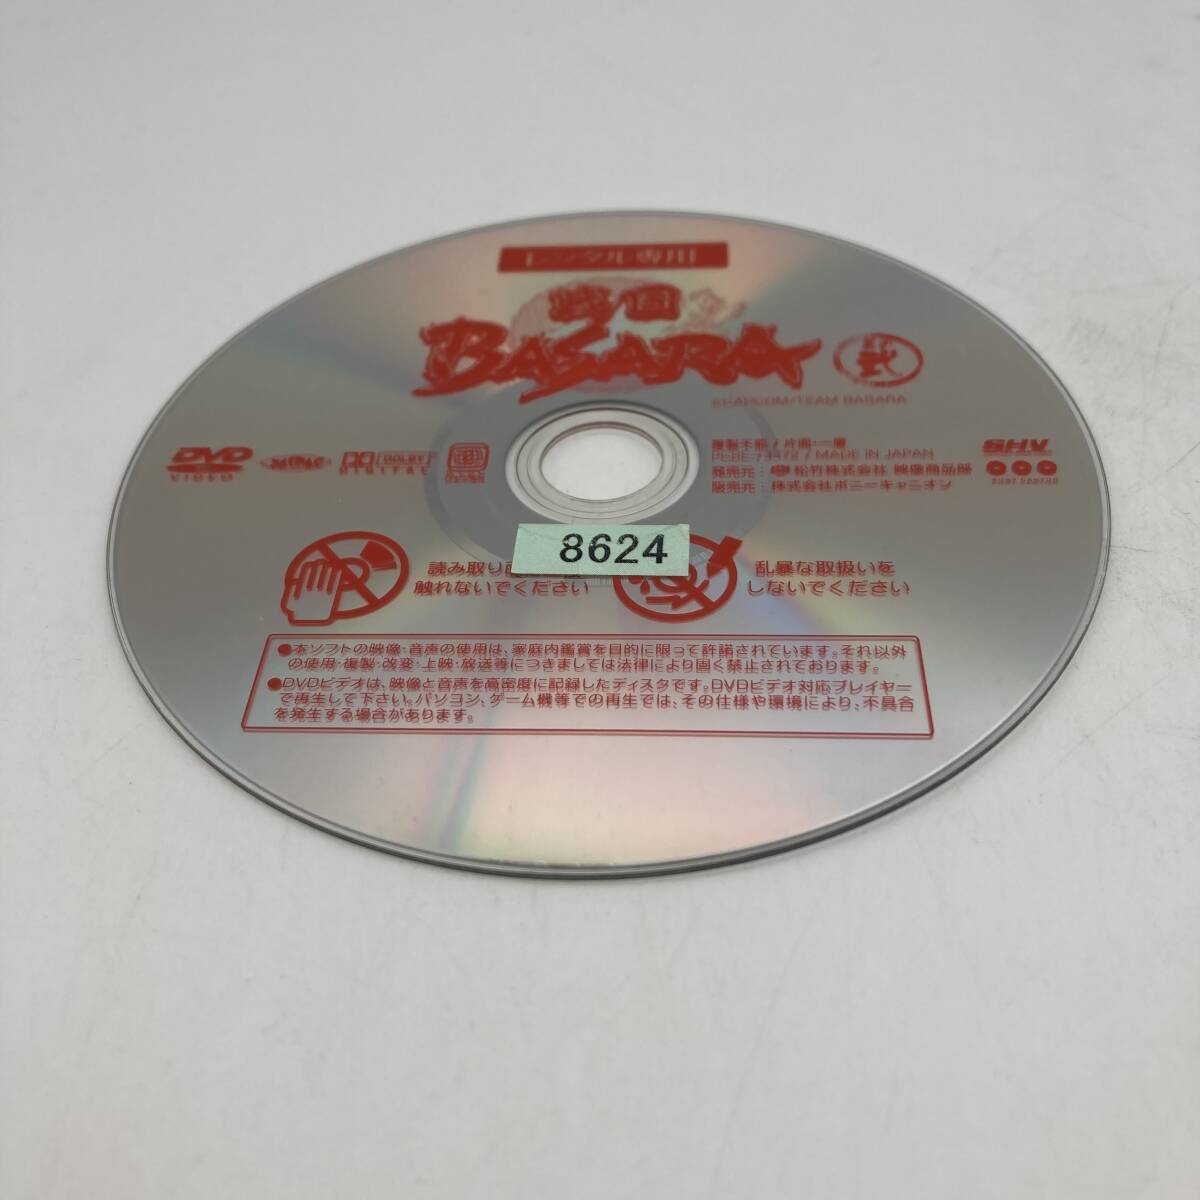 レンタル専用
戦国
BASARA
弐
©CAPCOM/TEAM BASARA
DVD
VIDEO
DOLBY
DIGITAL
複製不能 / 片面・一層
/ MADE IN JAPAN
発売元：松竹株式会社 映像商品部
販売元：株式会社ポニーキャニオン
SHV
8624
読み取り
触れないでください
乱暴な取扱いを
しないでください
●本ソフトの映像・音声の使用は、家庭内鑑賞を目的に限って許諾されています。それ以外
の使用・複製・改変・上映・放送等につきましては法律により固く禁止されております。
●DVDビデオは、映像と音声を高密度に記録したディスクです。DVDビデオ対応プレイヤー
で再生して下さい。パソコン、ゲーム機等での再生では、その仕様や環境により、不具合
を発生する場合があります。